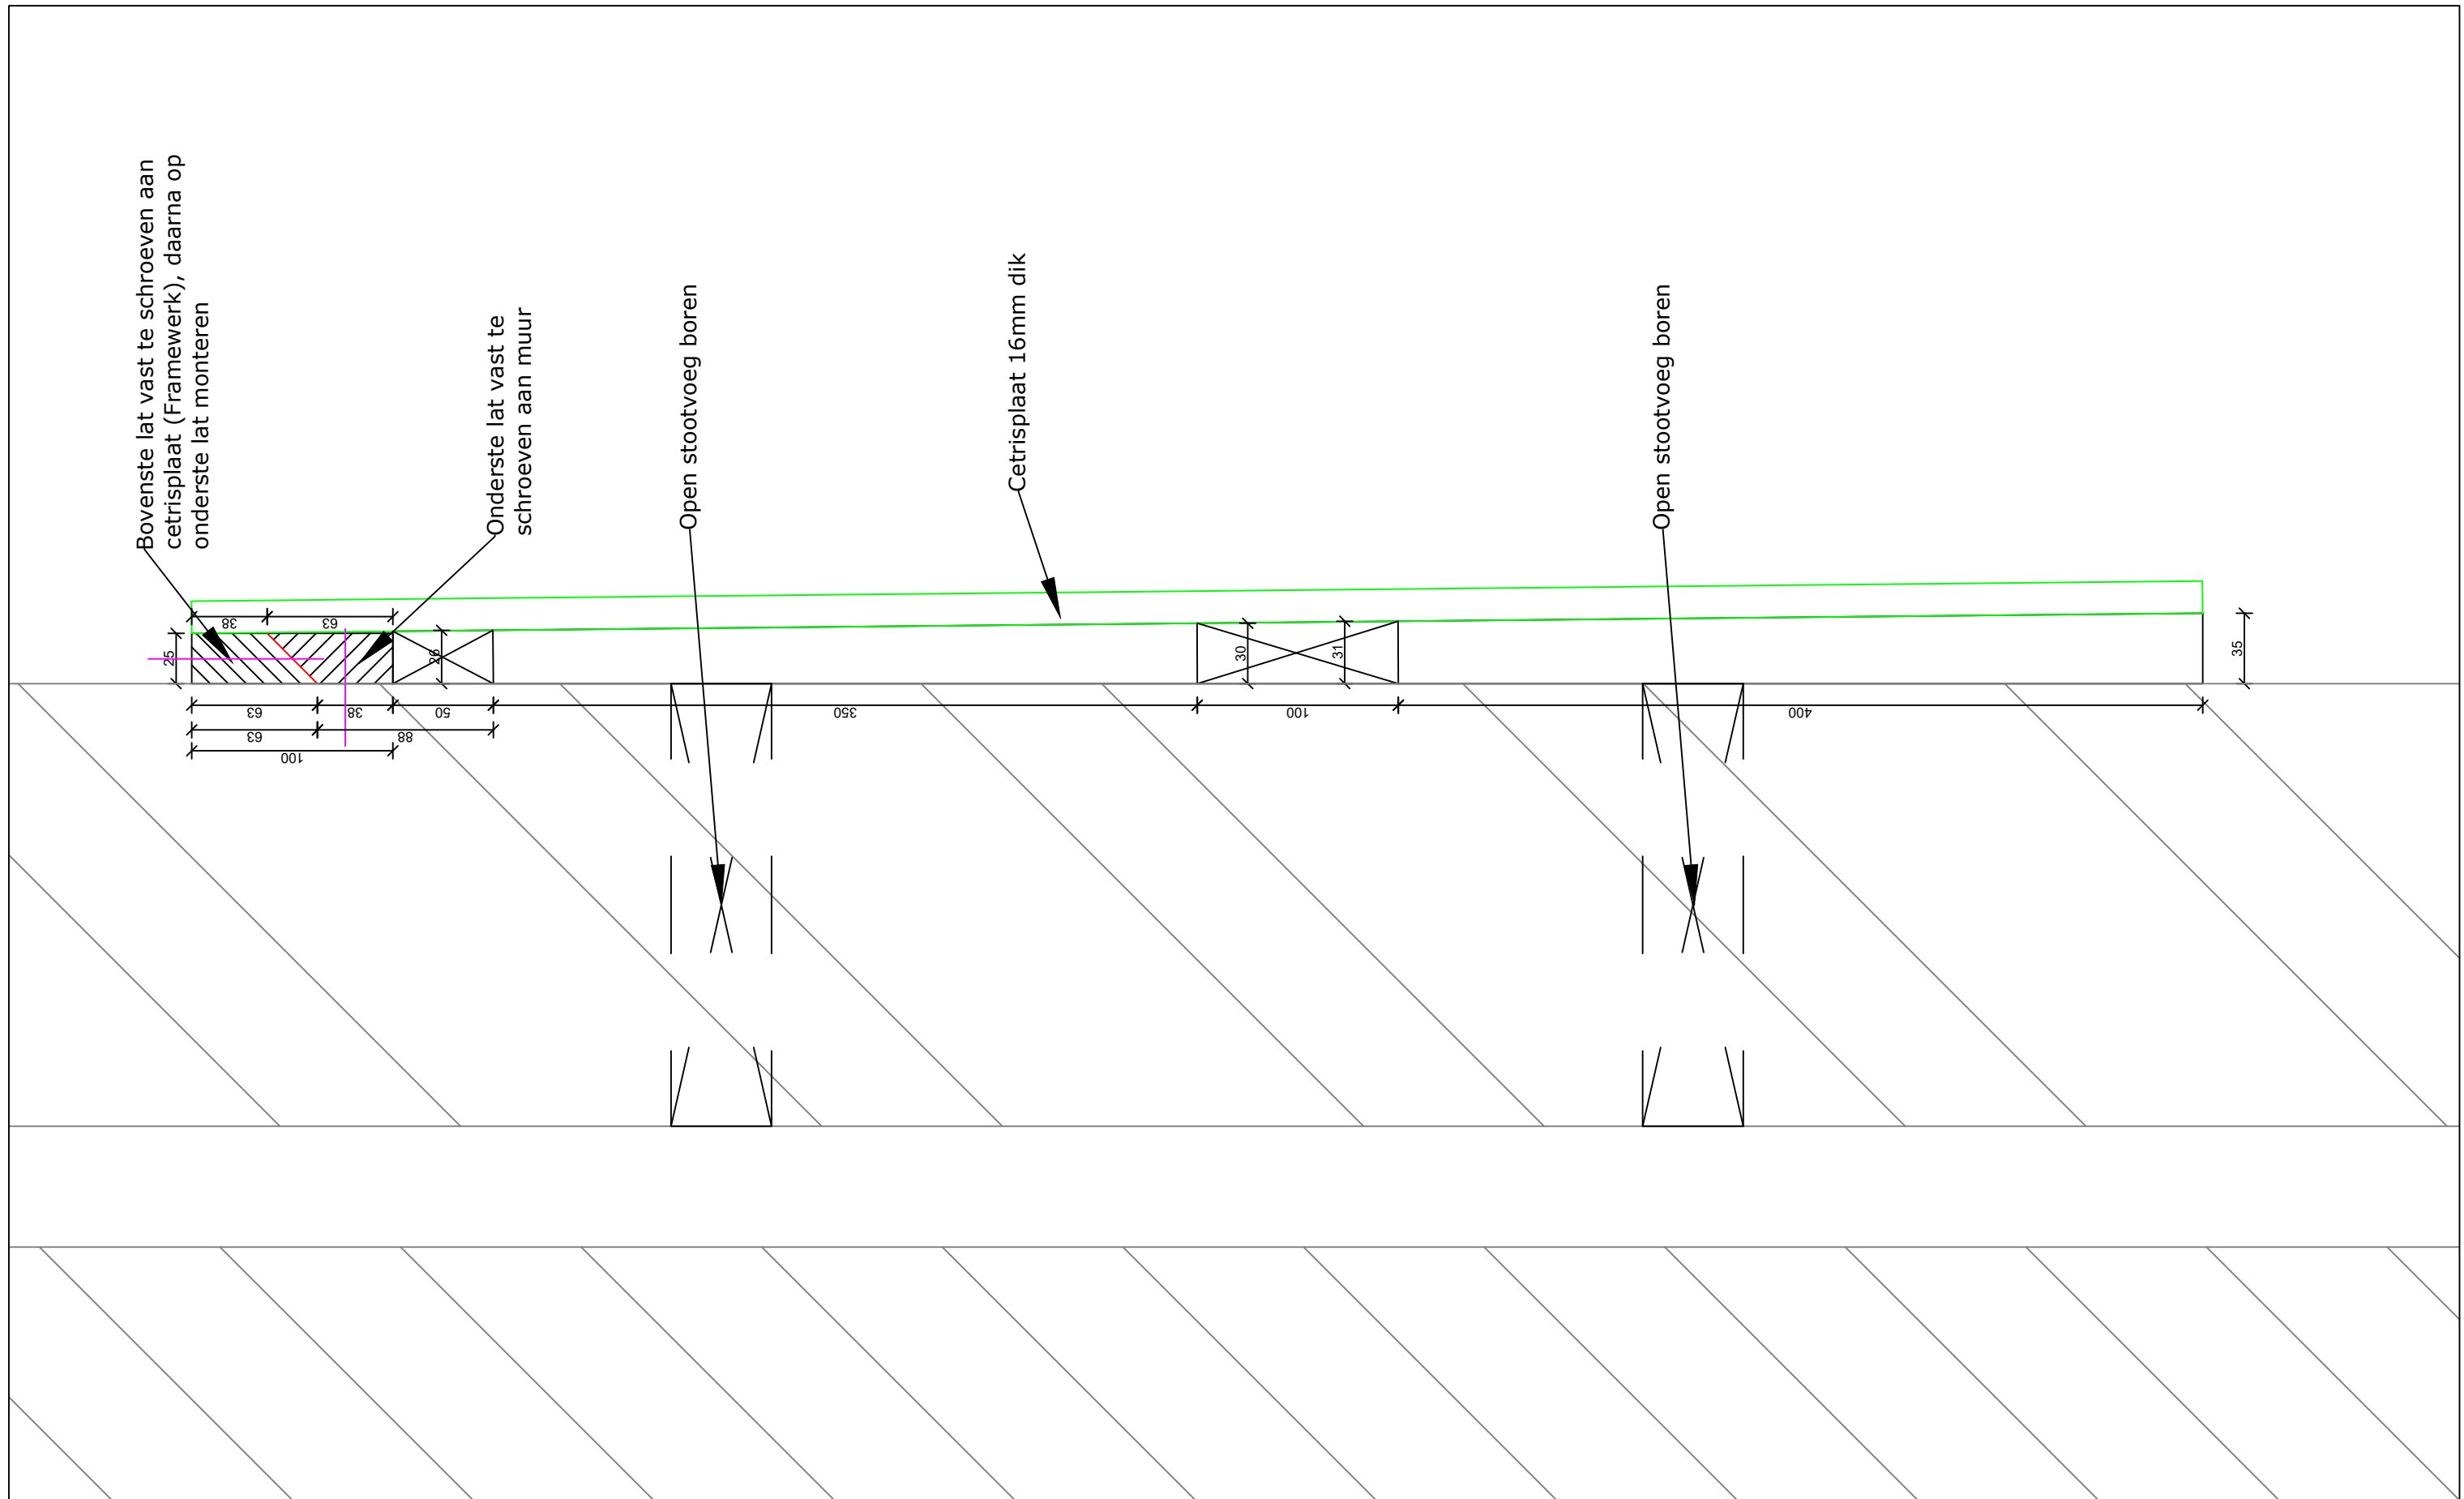 Bovenste lat vast te schroeven aan
cetrisplaat (Framewerk), daarna op
onderste lat monteren
Onderste lat vast te
schroeven aan muur
Open stootvoeg boren
Cetrisplaat 16mm dik
Open stootvoeg boren
38
63
25
26
30
31
35
63
38
50
350
100
400
63
88
100